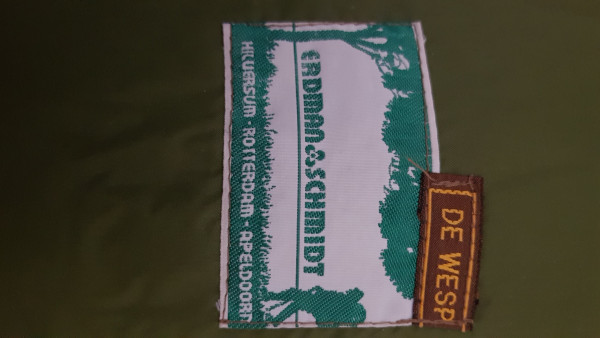 ERDMAN & SCHMIDT
HILVERSUM - ROTTERDAM - APELDOORN
DE WESP